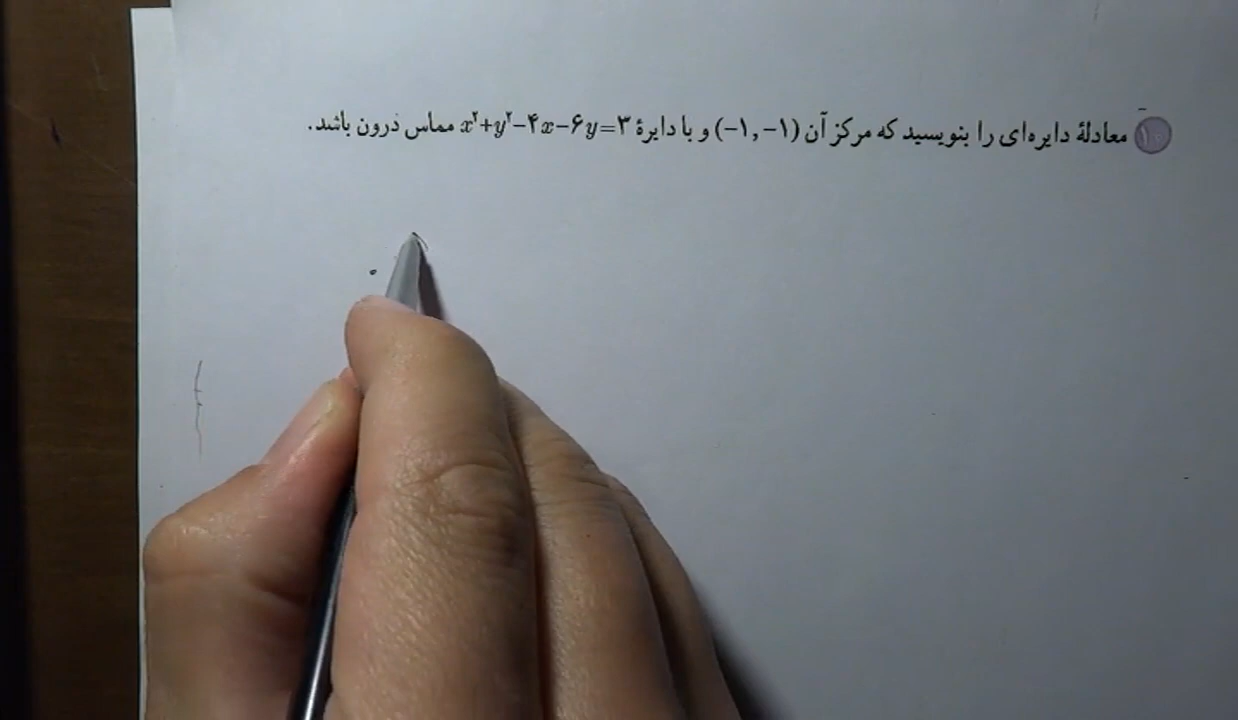 ۱۰ معادلهٔ دایره‌ای را بنویسید که مرکز آن (−۱,−۱) و با دایرهٔ x²+y²−۴x−۶y=۳ مماس درون باشد.